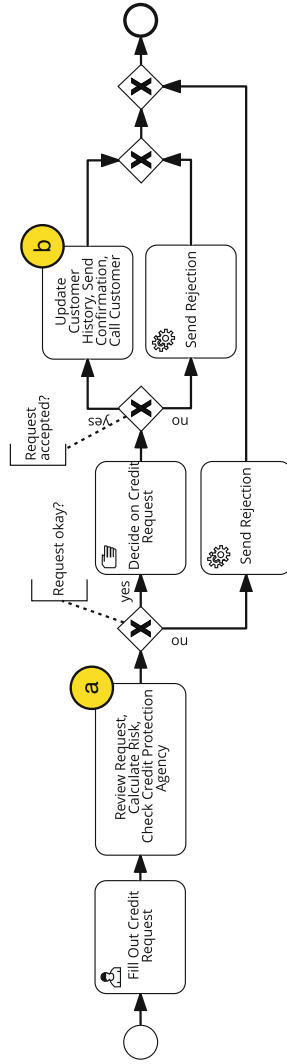 Fill Out Credit
Request
a
Review Request,
Calculate Risk,
Check Credit Protection
Agency
Request okay?
yes
no
Decide on Credit
Request
Send Rejection
Request
accepted?
yes
no
b
Update
Customer
History, Send
Confirmation,
Call Customer
Send Rejection